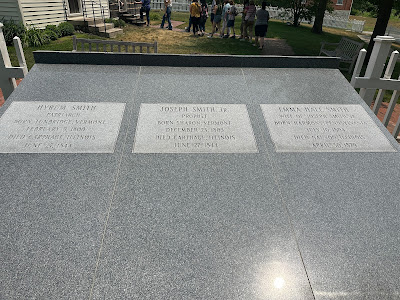 HYRUM SMITH
PATRIARCH
BORN TUNBRIDGE, VERMONT
FEBRUARY 9, 1800
DIED CARTHAGE, ILLINOIS
JUNE 27, 1844
JOSEPH SMITH JR.
PROPHET
BORN SHARON, VERMONT
DECEMBER 23, 1805
DIED CARTHAGE, ILLINOIS
JUNE 27, 1844
EMMA HALE SMITH
WIFE OF JOSEPH SMITH JR.
BORN HARMONY, PENNSYLVANIA
JULY 10, 1804
DIED NAUVOO, ILLINOIS
APRIL 30, 1879